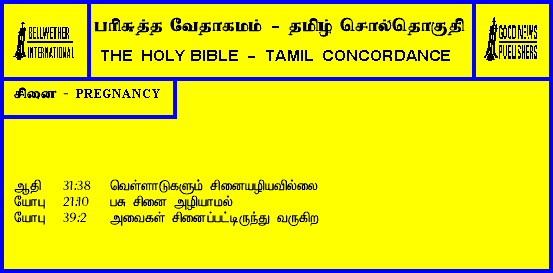 BELLWETHER
INTERNATIONAL
பரிசுத்த வேதாகமம் - தமிழ் சொல்தொகுதி
THE HOLY BIBLE - TAMIL CONCORDANCE
GOOD NEWS
PUBLISHERS
சினை - PREGNANCY
ஆதி 31:38 வெள்ளாடுகளும் சினையழியவில்லை
யோபு 21:10 பசு சினை அழியாமல்
யோபு 39:2 அவைகள் சினைப்பட்டிருந்து வருகிற